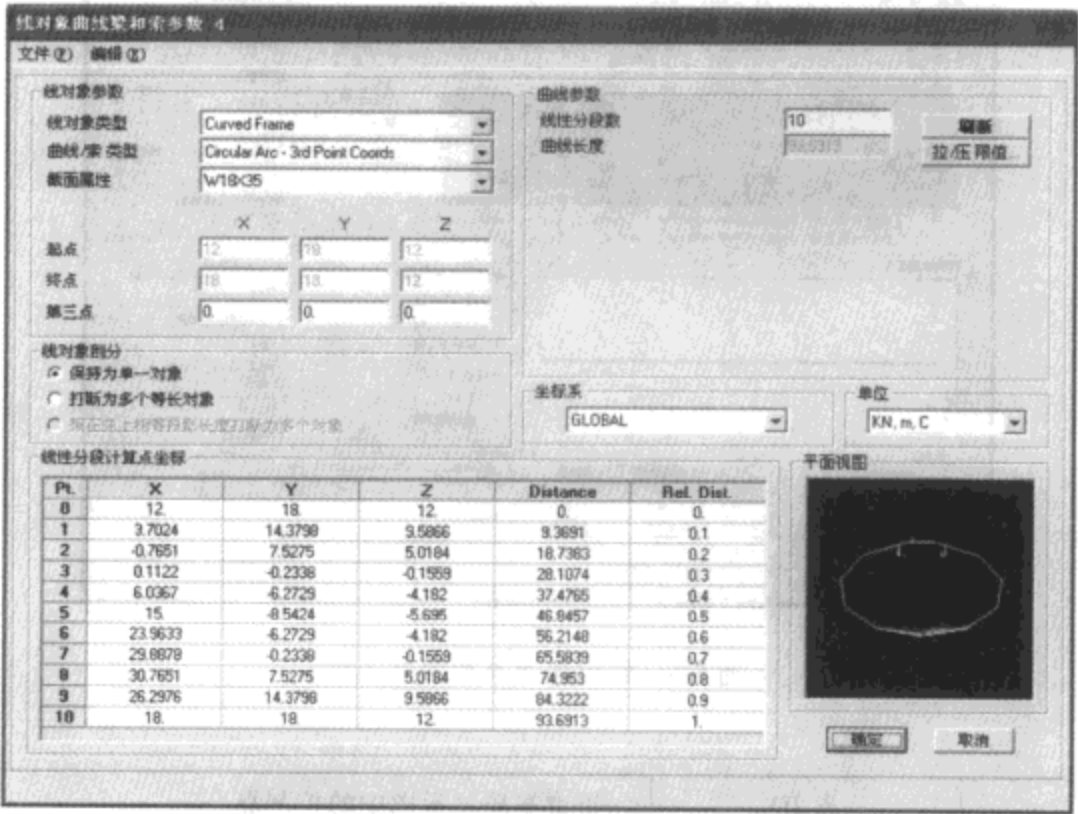 线对象曲线梁和索参数 4
文件(F) 编辑(E)
线对象参数
线对象类型 Curved Frame
曲线/索 类型 Circular Arc - 3rd Point Coords
截面属性 W18X35
X Y Z
起点 12. 18. 12.
终点 18. 18. 12.
第三点 0. 0. 0.
曲线参数
线性分段数 10 刷新
曲线长度 93.6913 拉/压 限值...
线对象剖分
保持为单一对象
打断为多个等长对象
坐标系
GLOBAL
单位
KN, m, C
线性分段计算点坐标
Pt. X Y Z Distance Rel. Dist.
0 12. 18. 12. 0. 0.
1 3.7024 14.3798 9.5866 9.3691 0.1
2 -0.7651 7.5275 5.0184 18.7383 0.2
3 0.1122 -0.2338 -0.1559 28.1074 0.3
4 6.0367 -6.2729 -4.182 37.4765 0.4
5 15. -8.5424 -5.695 46.8457 0.5
6 23.9633 -6.2729 -4.182 56.2148 0.6
7 29.8878 -0.2338 -0.1559 65.5839 0.7
8 30.7651 7.5275 5.0184 74.953 0.8
9 26.2976 14.3798 9.5866 84.3222 0.9
10 18. 18. 12. 93.6913 1.
平面视图
确定 取消